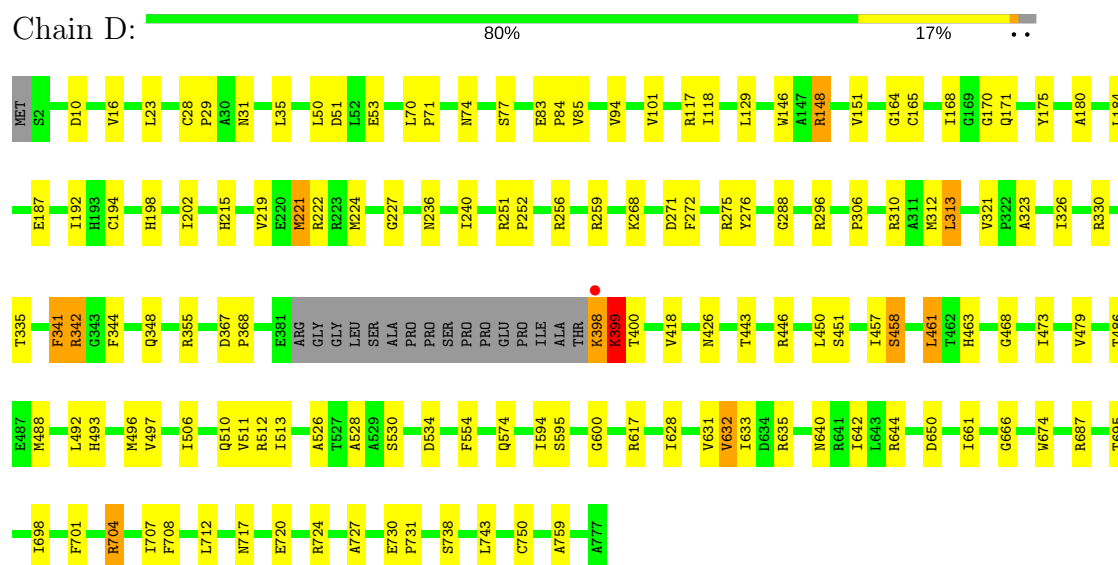 Chain D:
80% 17% • •
MET S2 D10 V16 L23 C28 P29 A30 N31 L35 L50 D51 L52 E53 L70 P71 N74 S77 E83 P84 V85 V94 V101 R117 I118 L129 W146 A147 R148 V151 G164 C165 I168 G169 G170 Q171 Y175 A180
E187 I192 H193 C194 H198 I202 H215 V219 E220 M221 R222 R223 M224 G227 N236 I240 R251 P252 R256 R259 K268 D271 F272 R275 Y276 G288 R296 P306 R310 A311 M312 L313 V321 P322 A323 I326 R330
T335 F341 R342 G343 F344 Q348 R355 D367 P368 E381 ARG GLY GLY LEU SER ALA PRO PRO SER PRO PRO GLU PRO ILE ALA THR K398 K399 T400 V418 N426 T443 R446 L450 S451 I457 S458 L461 T462 H463 G468 I473 V479 T486
E487 M488 L492 H493 M496 V497 I506 Q510 V511 R512 I513 A526 T527 A528 A529 S530 D534 F554 Q574 I594 S595 G600 R617 I628 V631 V632 I633 D634 R635 N640 R641 I642 L643 R644 D650 I661 G666 W674 R687 T695
I698 F701 R704 I707 F708 L712 N717 E720 R724 A727 E730 P731 S738 L743 C750 A759 A777